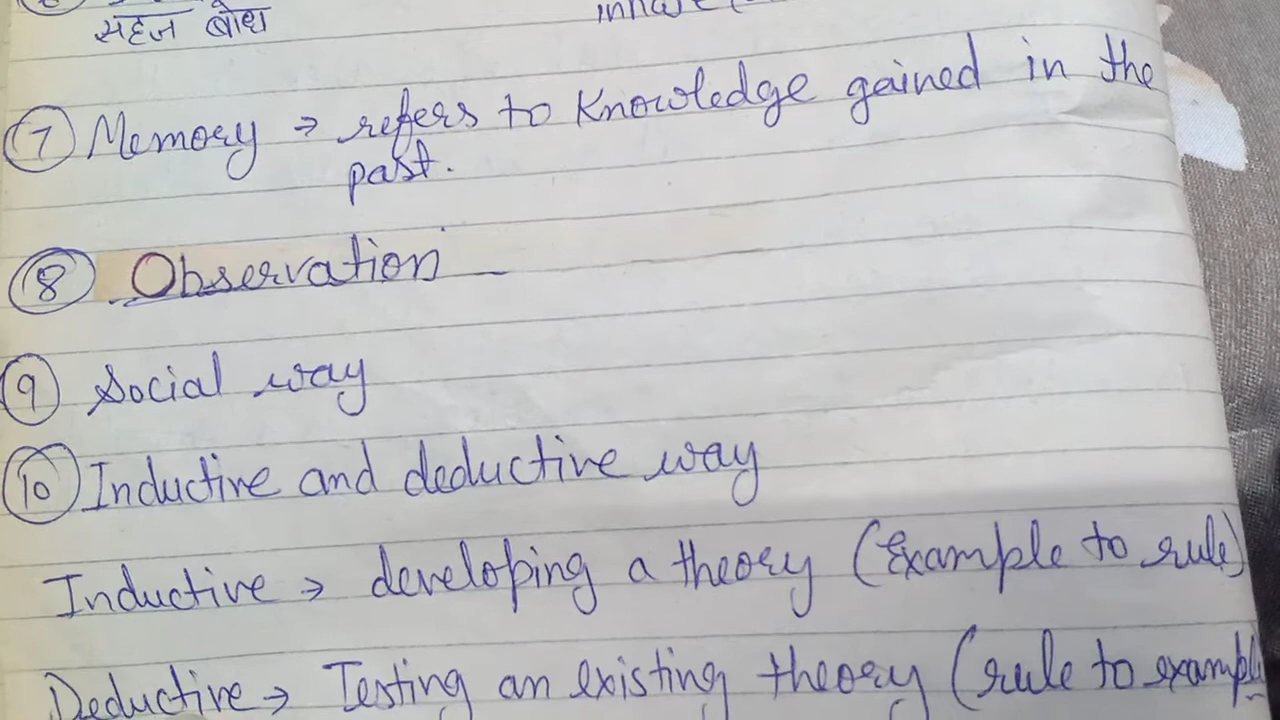 सहज बोध
7 Memory → refers to Knowledge gained in the
past.
8 Observation —
9 Social way
10 Inductive and deductive way
Inductive → developing a theory (Example to rule)
Deductive → Testing an existing theory (rule to example